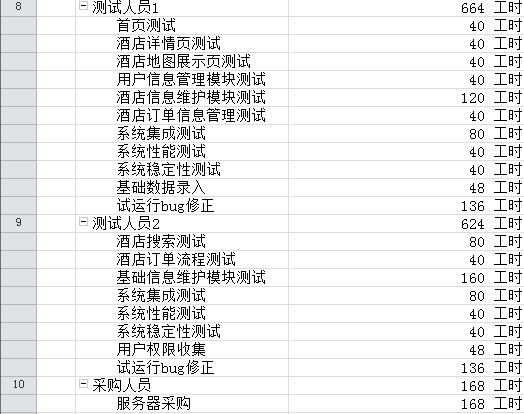 8 测试人员1 664 工时
首页测试 40 工时
酒店详情页测试 40 工时
酒店地图展示页测试 40 工时
用户信息管理模块测试 40 工时
酒店信息维护模块测试 120 工时
酒店订单信息管理测试 40 工时
系统集成测试 80 工时
系统性能测试 40 工时
系统稳定性测试 40 工时
基础数据录入 48 工时
试运行bug修正 136 工时
9 测试人员2 624 工时
酒店搜索测试 80 工时
酒店订单流程测试 40 工时
基础信息维护模块测试 160 工时
系统集成测试 80 工时
系统性能测试 40 工时
系统稳定性测试 40 工时
用户权限收集 48 工时
试运行bug修正 136 工时
10 采购人员 168 工时
服务器采购 168 工时